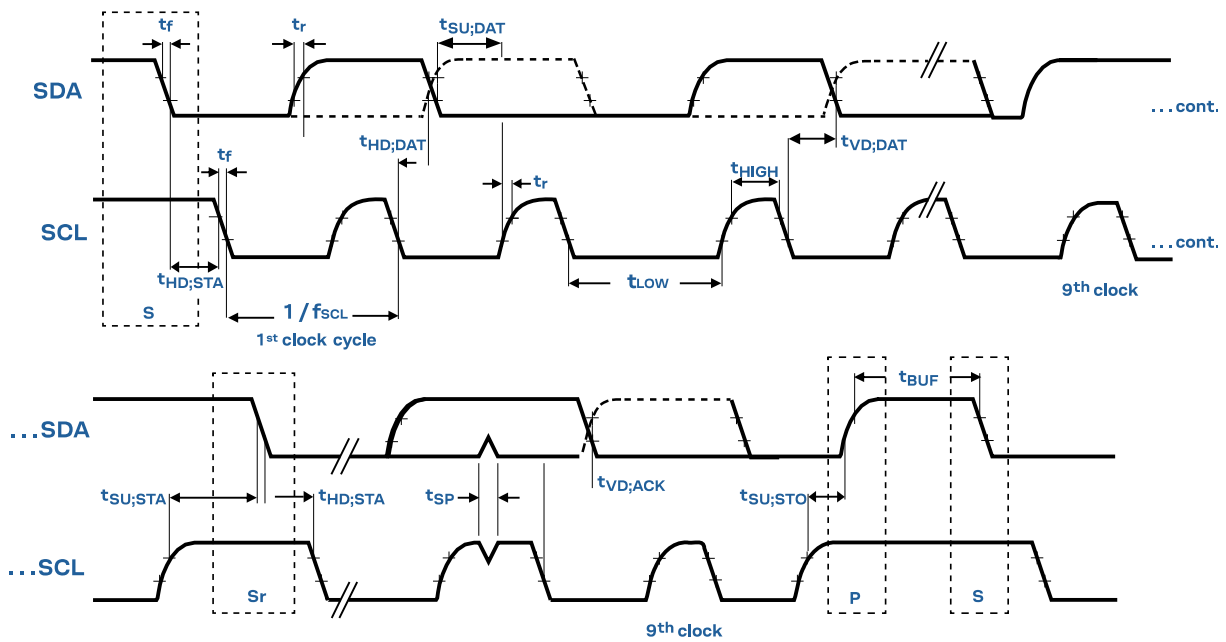 tf
tr
tSU;DAT
SDA
...cont.
tHD;DAT
tVD;DAT
tf
tr
tHIGH
SCL
...cont.
tHD;STA
tLOW
S
1/fSCL
9th clock
1st clock cycle
tBUF
...SDA
tSU;STA
tHD;STA
tSP
tVD;ACK
tSU;STO
...SCL
Sr
P
S
9th clock